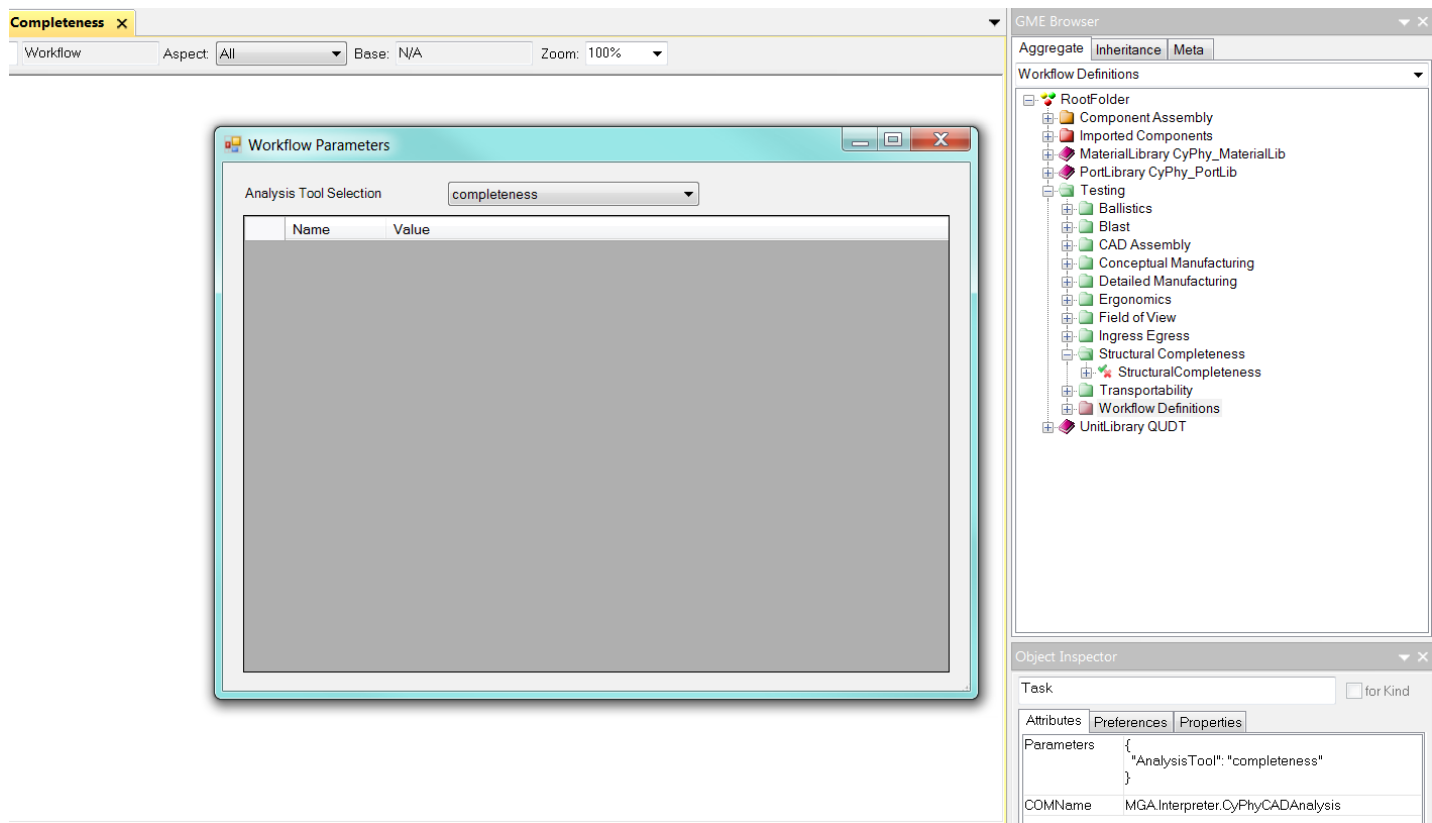 Completeness
Workflow Aspect: All Base: N/A Zoom: 100%
Workflow Parameters
Analysis Tool Selection completeness
Name Value
GME Browser
Aggregate Inheritance Meta
Workflow Definitions
RootFolder
Component Assembly
Imported Components
MaterialLibrary CyPhy_MaterialLib
PortLibrary CyPhy_PortLib
Testing
Ballistics
Blast
CAD Assembly
Conceptual Manufacturing
Detailed Manufacturing
Ergonomics
Field of View
Ingress Egress
Structural Completeness
StructuralCompleteness
Transportability
Workflow Definitions
UnitLibrary QUDT
Object Inspector
Task for Kind
Attributes Preferences Properties
Parameters {
"AnalysisTool": "completeness"
}
COMName MGA.Interpreter.CyPhyCADAnalysis